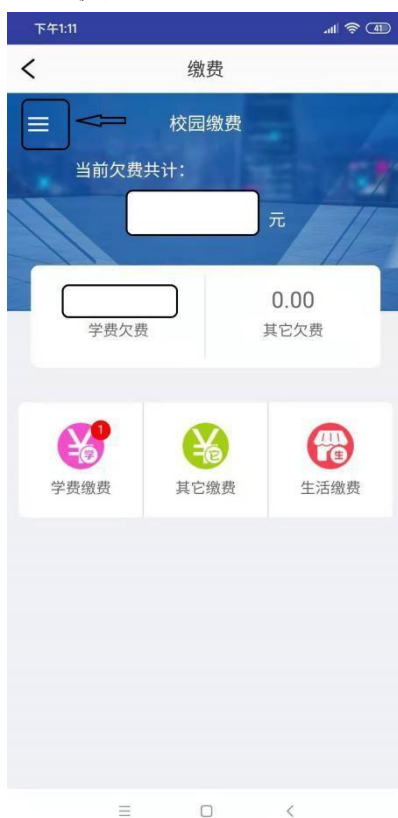 下午1:11
41
缴费
校园缴费
当前欠费共计：
元
0.00
学费欠费
其它欠费
1
学
它
生
学费缴费
其它缴费
生活缴费